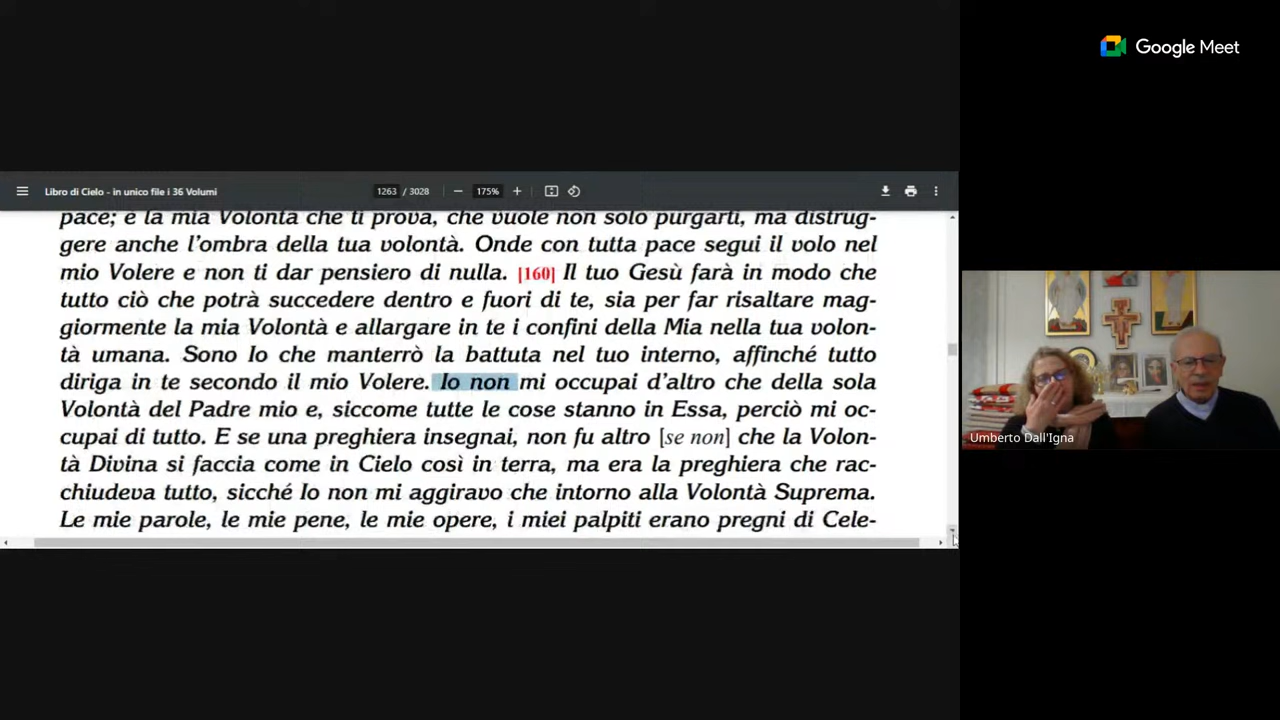 Google Meet
Libro di Cielo - in unico file i 36 Volumi
1263 / 3028
175%
pace; è la mia Volontà che ti prova, che vuole non solo purgarti, ma distrug-
gere anche l'ombra della tua volontà. Onde con tutta pace segui il volo nel
mio Volere e non ti dar pensiero di nulla. [160] Il tuo Gesù farà in modo che
tutto ciò che potrà succedere dentro e fuori di te, sia per far risaltare mag-
giormente la mia Volontà e allargare in te i confini della Mia nella tua volon-
tà umana. Sono Io che manterrò la battuta nel tuo interno, affinché tutto
diriga in te secondo il mio Volere. Io non mi occupai d'altro che della sola
Volontà del Padre mio e, siccome tutte le cose stanno in Essa, perciò mi oc-
cupai di tutto. E se una preghiera insegnai, non fu altro [se non] che la Volon-
tà Divina si faccia come in Cielo così in terra, ma era la preghiera che rac-
chiudeva tutto, sicché Io non mi aggiravo che intorno alla Volontà Suprema.
Le mie parole, le mie pene, le mie opere, i miei palpiti erano pregni di Cele-
Umberto Dall'Igna